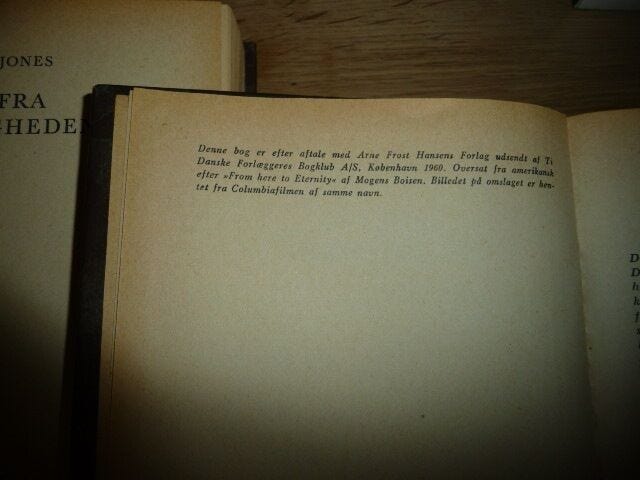 JONES
FRA
HEDEN
Denne bog er efter aftale med Arne Frost Hansens Forlag udsendt af Ti
Danske Forlæggeres Bogklub A/S, København 1960. Oversat fra amerikansk
efter »From here to Eternity« af Mogens Boisen. Billedet på omslaget er hen-
tet fra Columbiafilmen af samme navn.
D
D
h
k
f